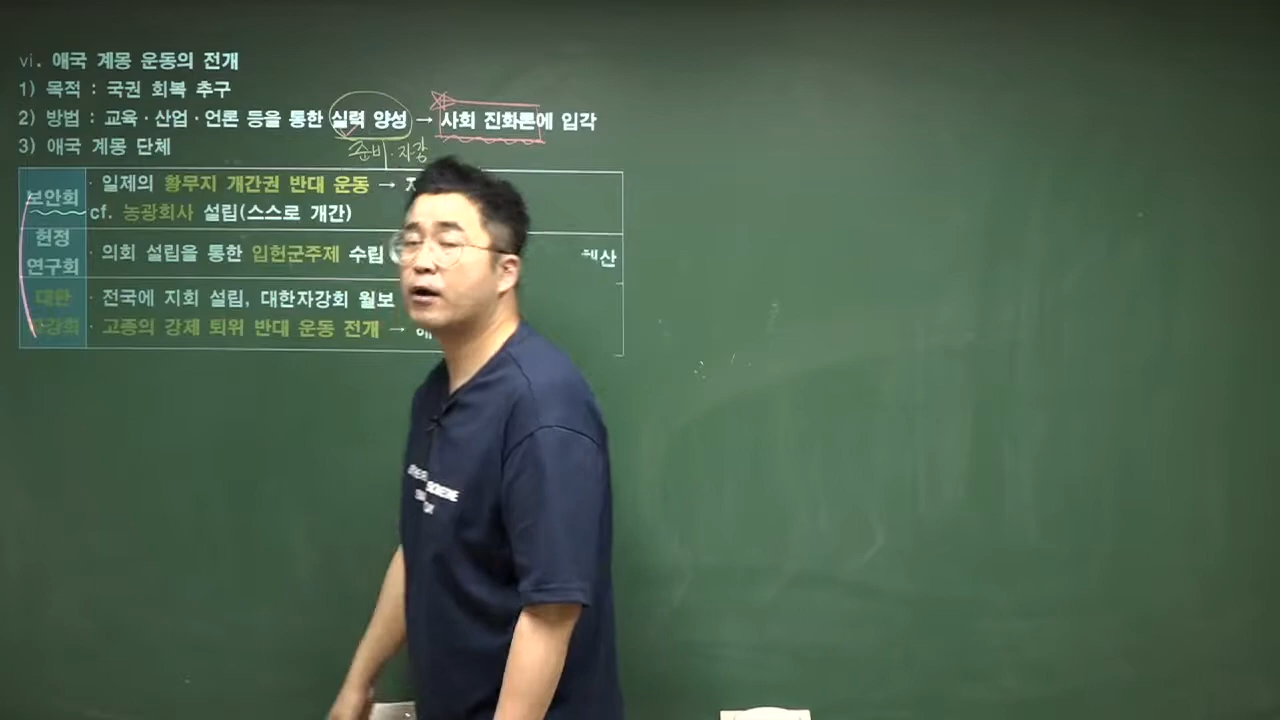 vi. 애국 계몽 운동의 전개
1) 목적 : 국권 회복 추구
2) 방법 : 교육·산업·언론 등을 통한 실력 양성 → 사회 진화론에 입각
준비·자강
3) 애국 계몽 단체
보안회
· 일제의 황무지 개간권 반대 운동 →
cf. 농광회사 설립(스스로 개간)
헌정
연구회
· 의회 설립을 통한 입헌군주제 수립
해산
대한
자강회
· 전국에 지회 설립, 대한자강회 월보
· 고종의 강제 퇴위 반대 운동 전개 →